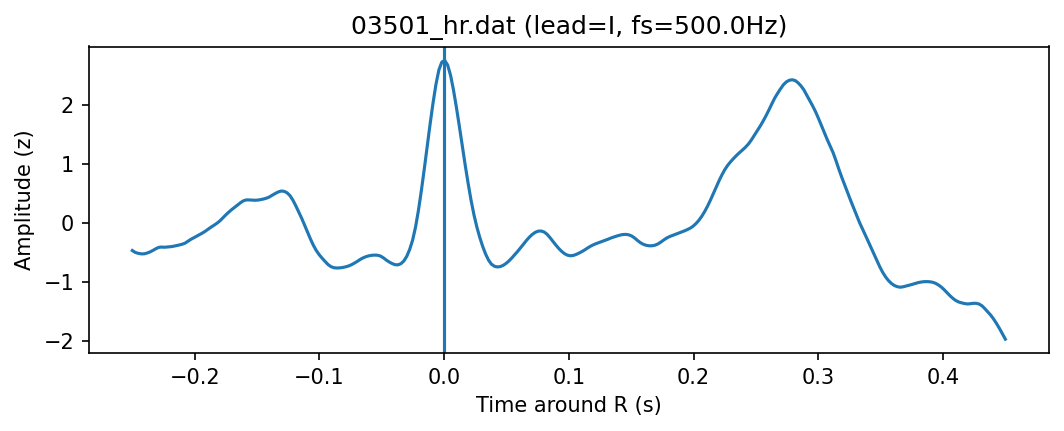 03501_hr.dat (lead=I, fs=500.0Hz)
Amplitude (z)
2
1
0
−1
−2
−0.2 −0.1 0.0 0.1 0.2 0.3 0.4
Time around R (s)